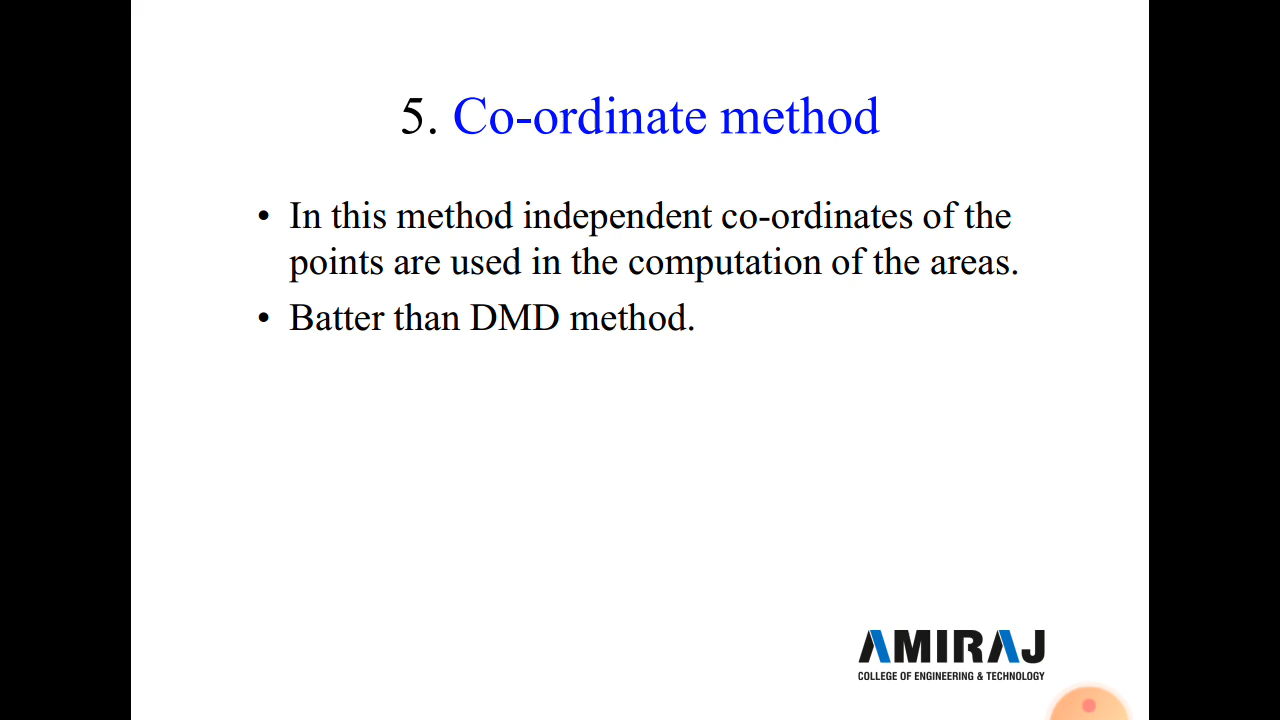 5. Co-ordinate method
• In this method independent co-ordinates of the
points are used in the computation of the areas.
• Batter than DMD method.
AMIRAJ
COLLEGE OF ENGINEERING & TECHNOLOGY